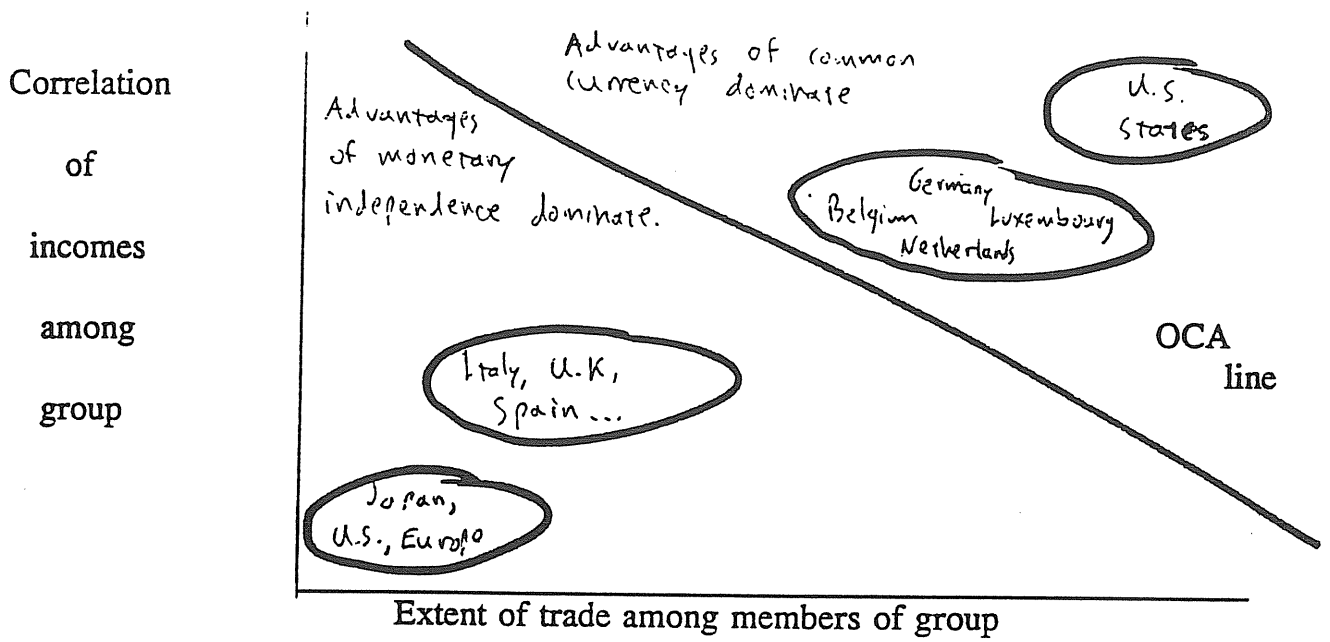 Correlation
of
incomes
among
group
Advantages of common
currency dominate
Advantages
of monetary
independence dominate.
U.S.
States
Germany
Belgium Luxembourg
Netherlands
OCA
line
Italy, U.K,
Spain...
Japan,
U.S., Europe
Extent of trade among members of group